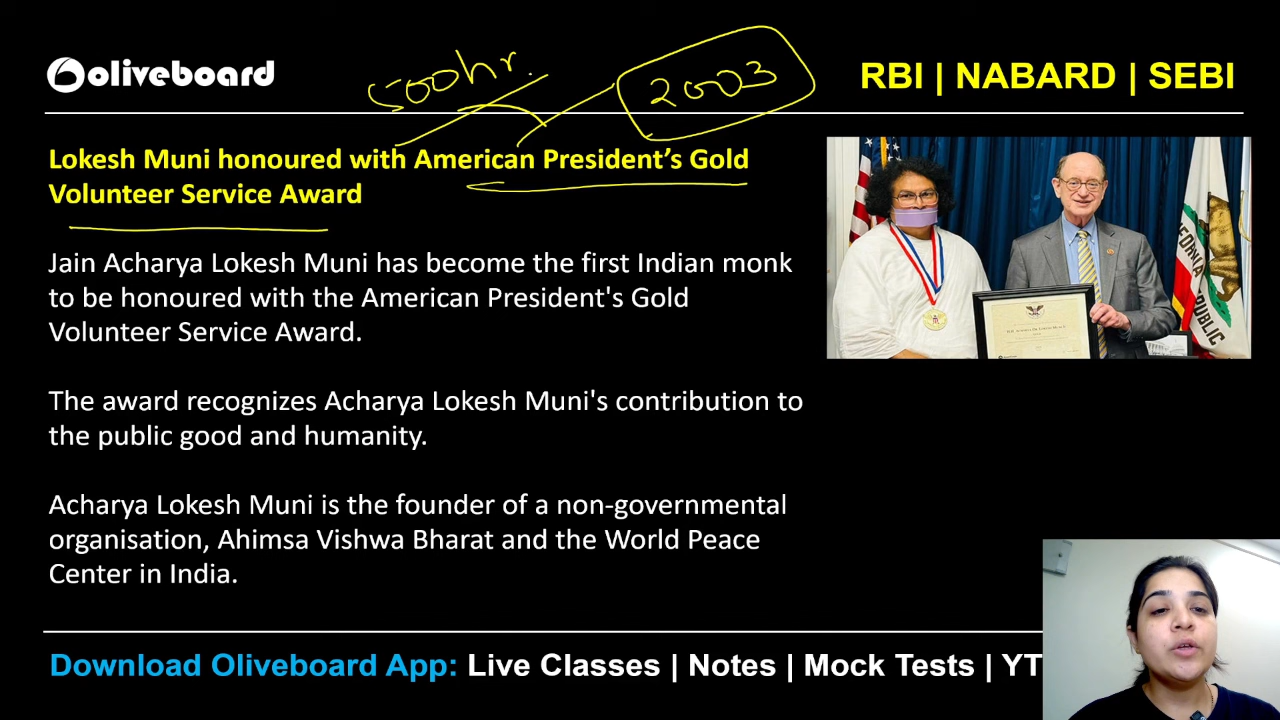 oliveboard
500hr.
2003
RBI | NABARD | SEBI
Lokesh Muni honoured with American President's Gold
Volunteer Service Award
Jain Acharya Lokesh Muni has become the first Indian monk
to be honoured with the American President's Gold
Volunteer Service Award.
The award recognizes Acharya Lokesh Muni's contribution to
the public good and humanity.
Acharya Lokesh Muni is the founder of a non-governmental
organisation, Ahimsa Vishwa Bharat and the World Peace
Center in India.
Download Oliveboard App: Live Classes | Notes | Mock Tests | YT